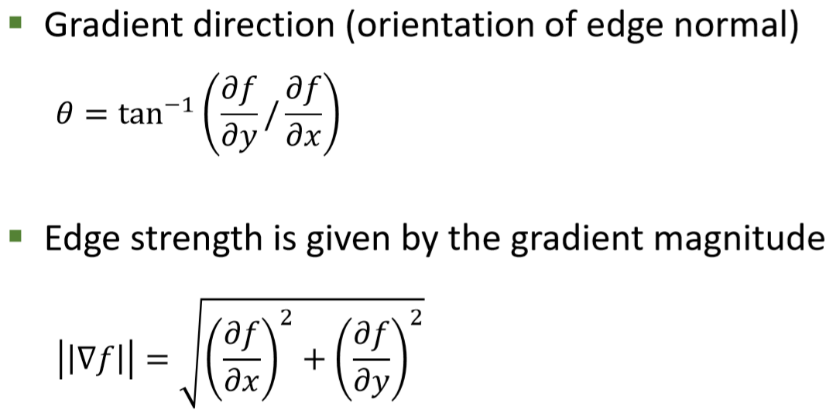 ▪ Gradient direction (orientation of edge normal)
θ = tan⁻¹ (∂f/∂y / ∂f/∂x)
▪ Edge strength is given by the gradient magnitude
||∇f|| = √((∂f/∂x)² + (∂f/∂y)²)